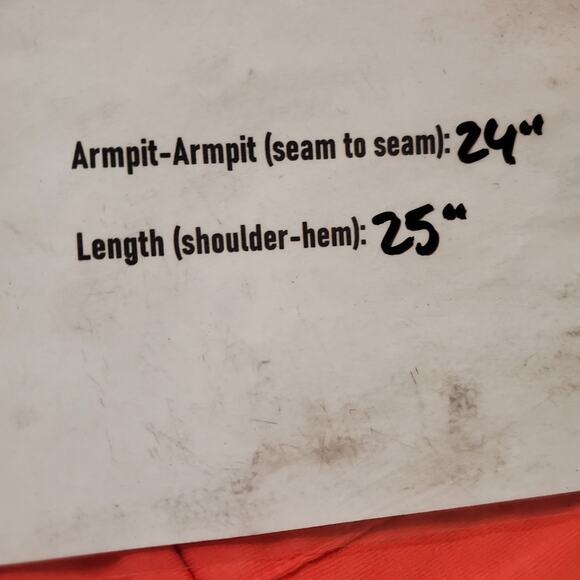 Armpit-Armpit (seam to seam): 24"
Length (shoulder-hem): 25"